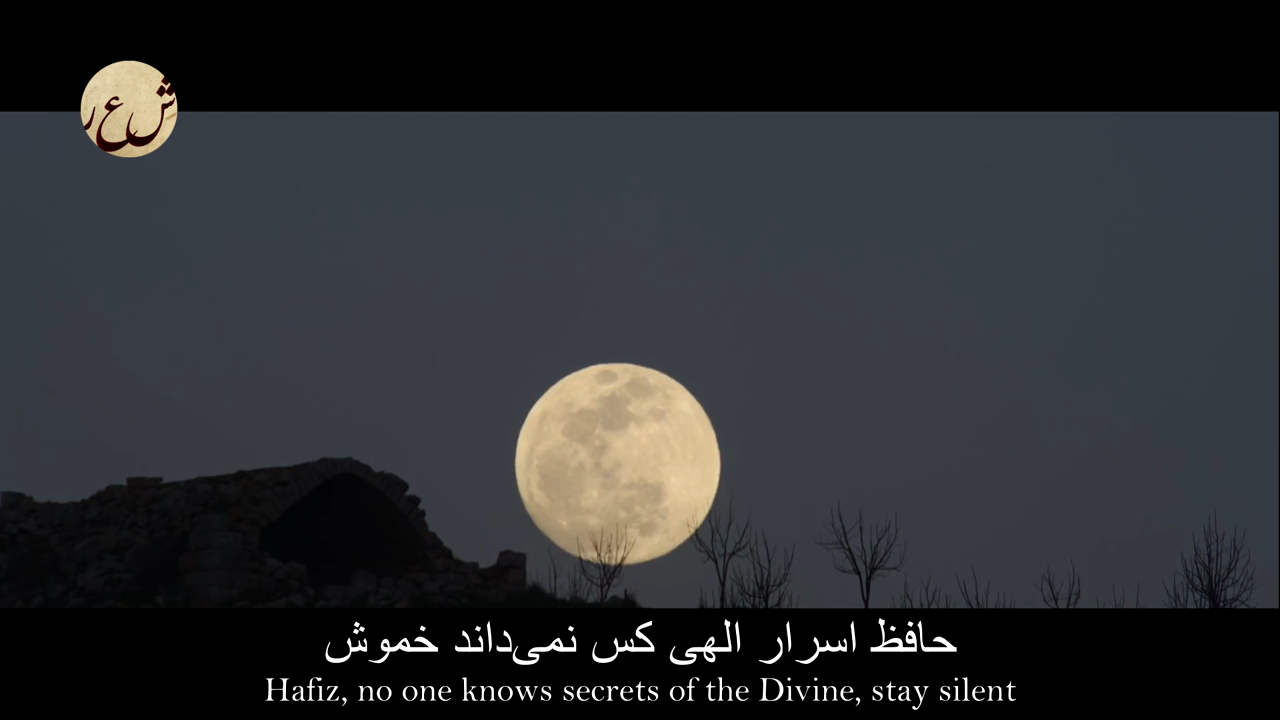 ش ع ر
حافظ اسرار الهی کس نمی‌داند خموش
Hafiz, no one knows secrets of the Divine, stay silent